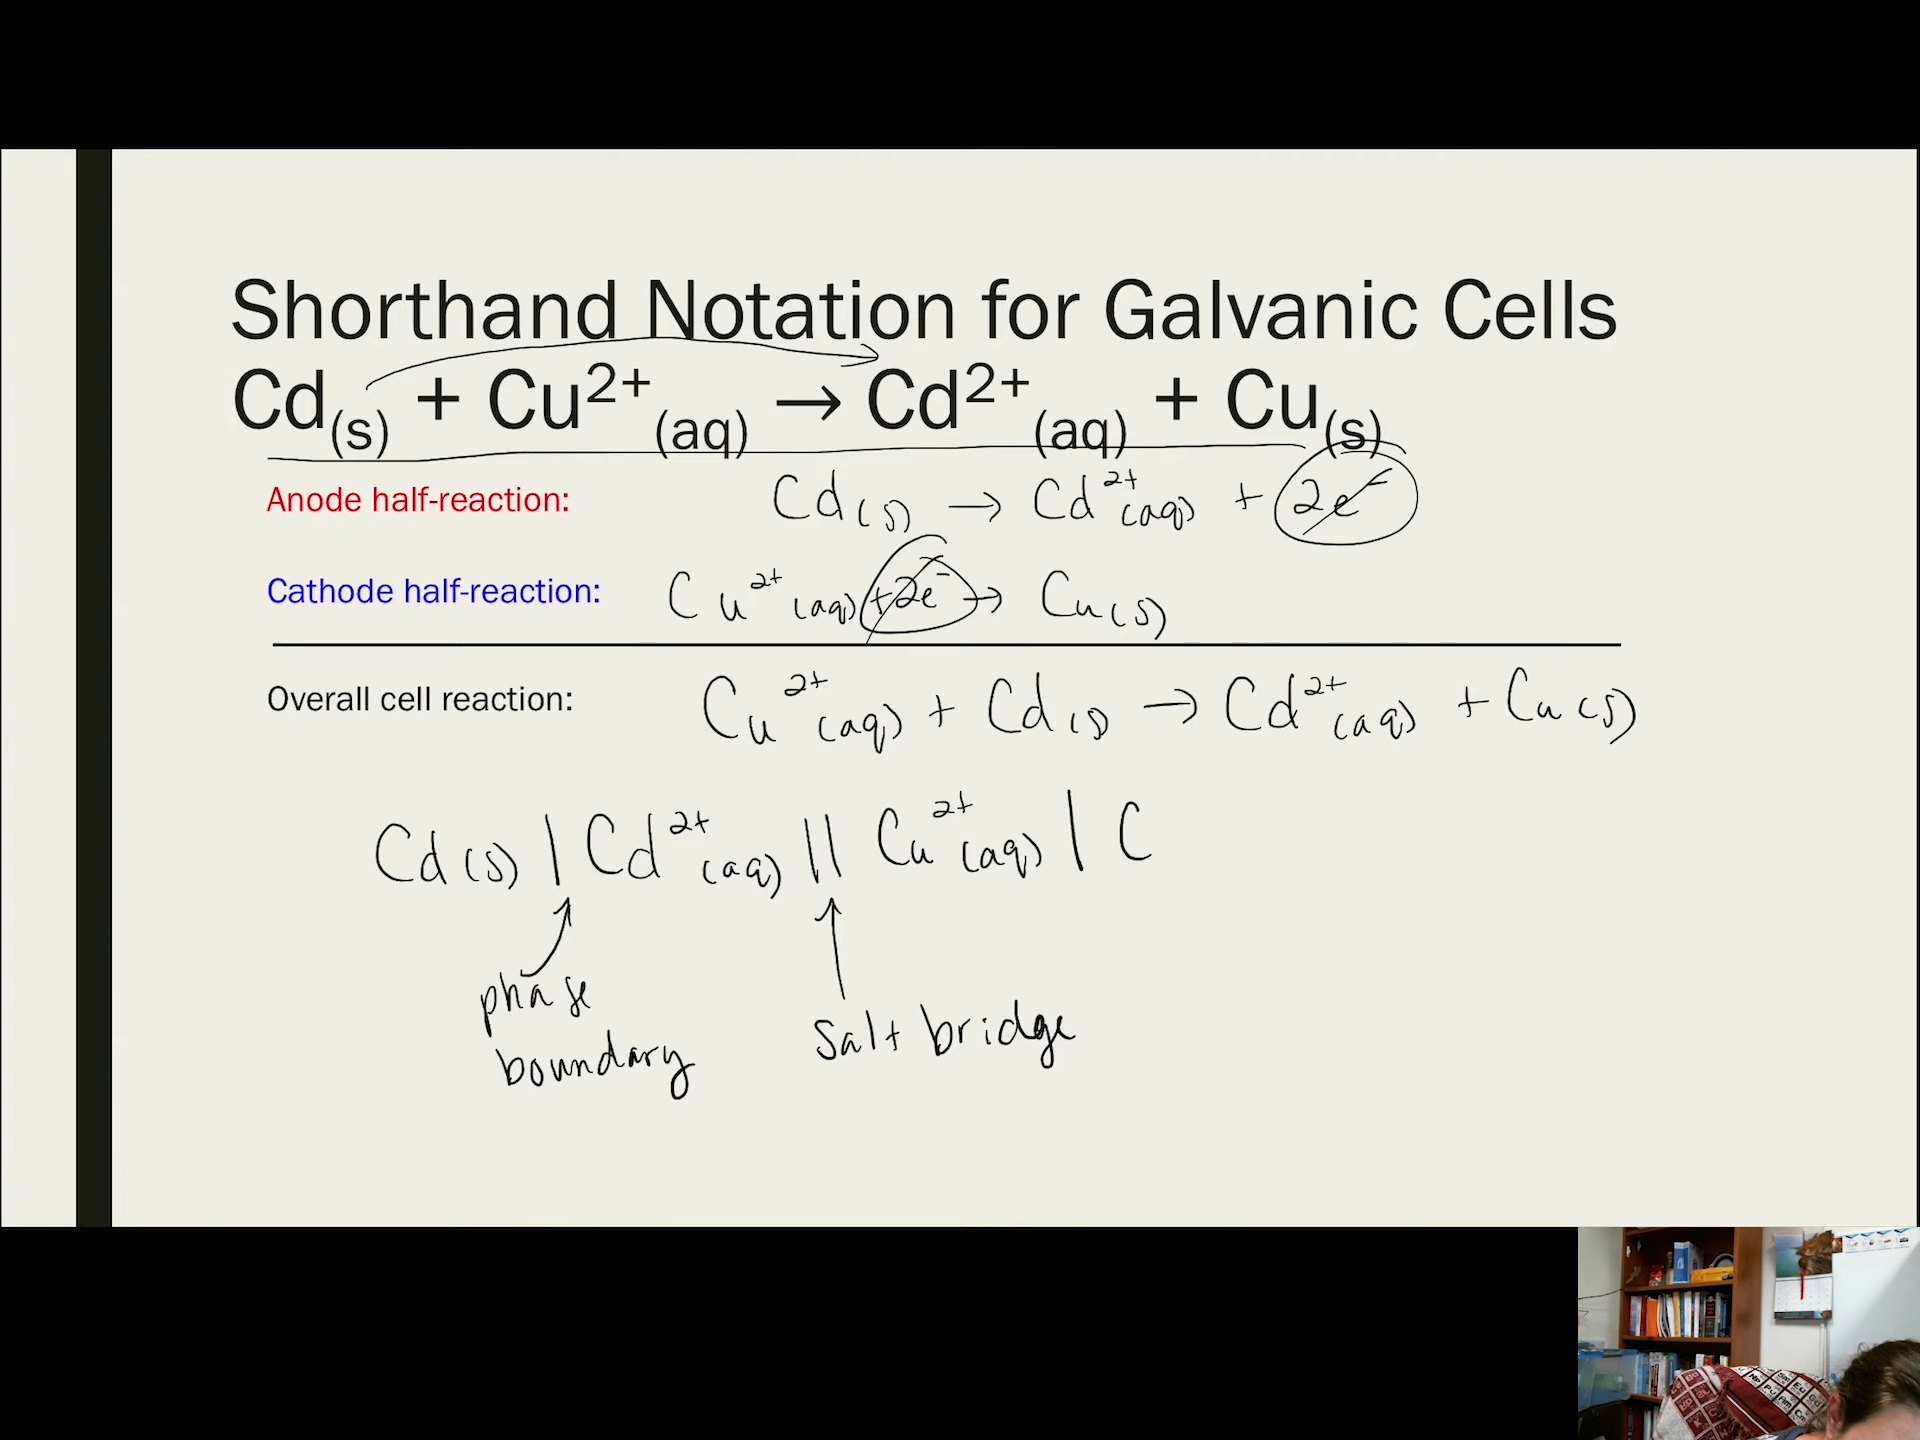 Shorthand Notation for Galvanic Cells
Cd(s) + Cu²⁺(aq) → Cd²⁺(aq) + Cu(s)
Anode half-reaction: Cd(s) → Cd²⁺(aq) + 2e⁻
Cathode half-reaction: Cu²⁺(aq) + 2e⁻ → Cu(s)
Overall cell reaction: Cu²⁺(aq) + Cd(s) → Cd²⁺(aq) + Cu(s)
Cd(s) | Cd²⁺(aq) || Cu²⁺(aq) | C
phase
boundary
salt bridge